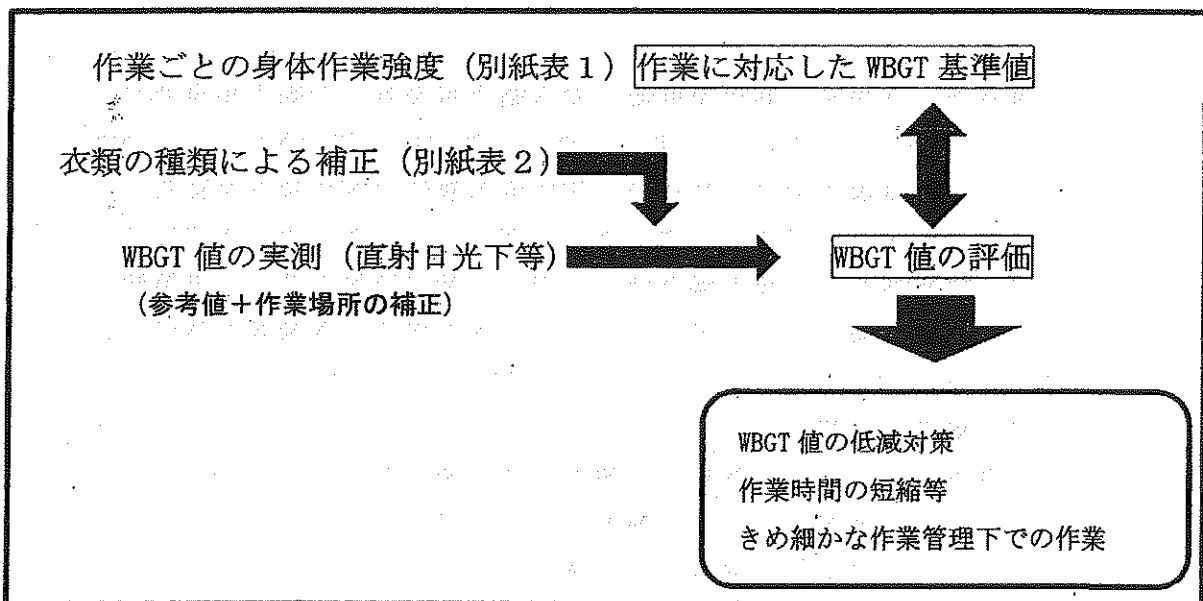 作業ごとの身体作業強度（別紙表１）作業に対応した WBGT 基準値
衣類の種類による補正（別紙表２）
WBGT 値の実測（直射日光下等） WBGT 値の評価
（参考値＋作業場所の補正）
WBGT 値の低減対策
作業時間の短縮等
きめ細かな作業管理下での作業